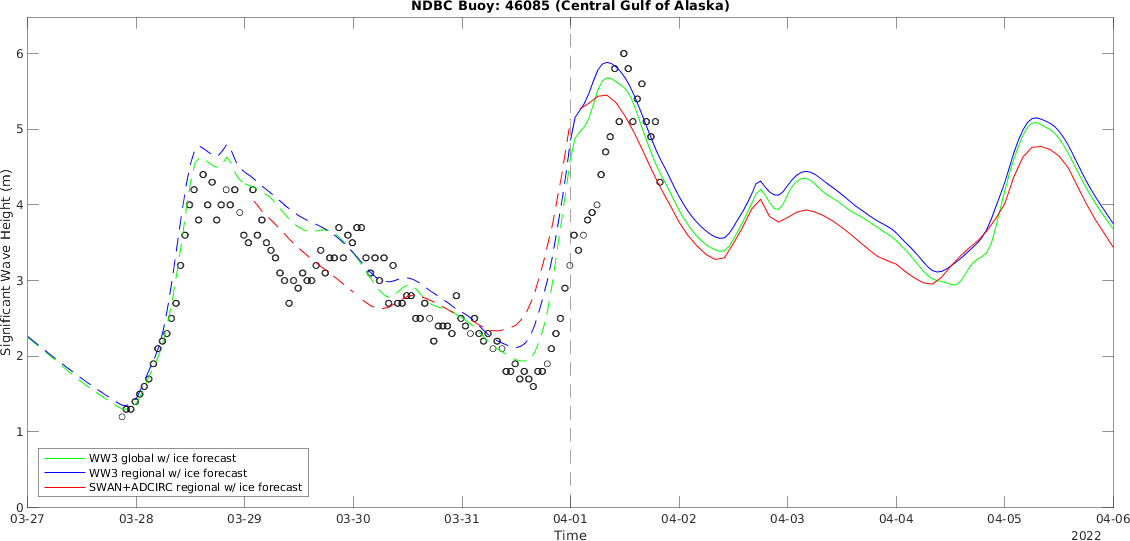 NDBC Buoy: 46085 (Central Gulf of Alaska)
Significant Wave Height (m)
6
5
4
3
2
1
0
WW3 global w/ ice forecast
WW3 regional w/ ice forecast
SWAN+ADCIRC regional w/ ice forecast
03-27 03-28 03-29 03-30 03-31 04-01 04-02 04-03 04-04 04-05 04-06
Time
2022